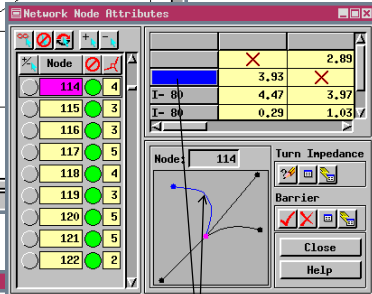 Network Node Attributes
Node
114 4
115 3
116 3
117 5
118 4
119 3
120 5
121 5
122 2
2.89
3.93
I- 80 4.47 3.97
I- 80 0.29 1.03
Node: 114
Turn Impedance
Barrier
Close
Help